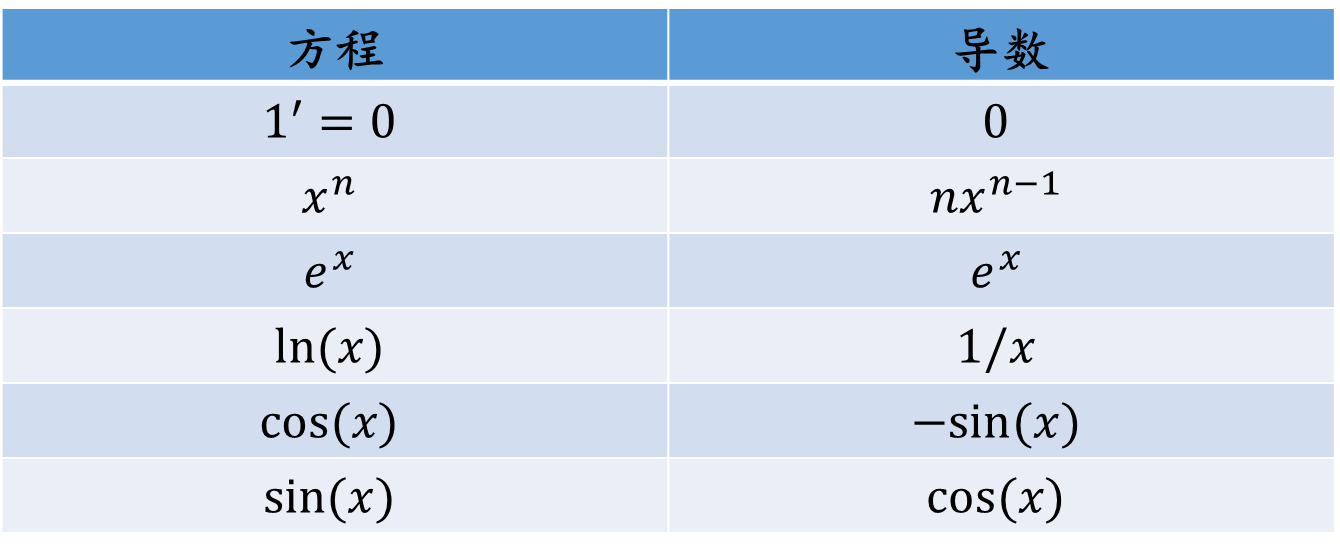 方程 导数
1′ = 0 0
xⁿ nxⁿ⁻¹
eˣ eˣ
ln(x) 1/x
cos(x) −sin(x)
sin(x) cos(x)